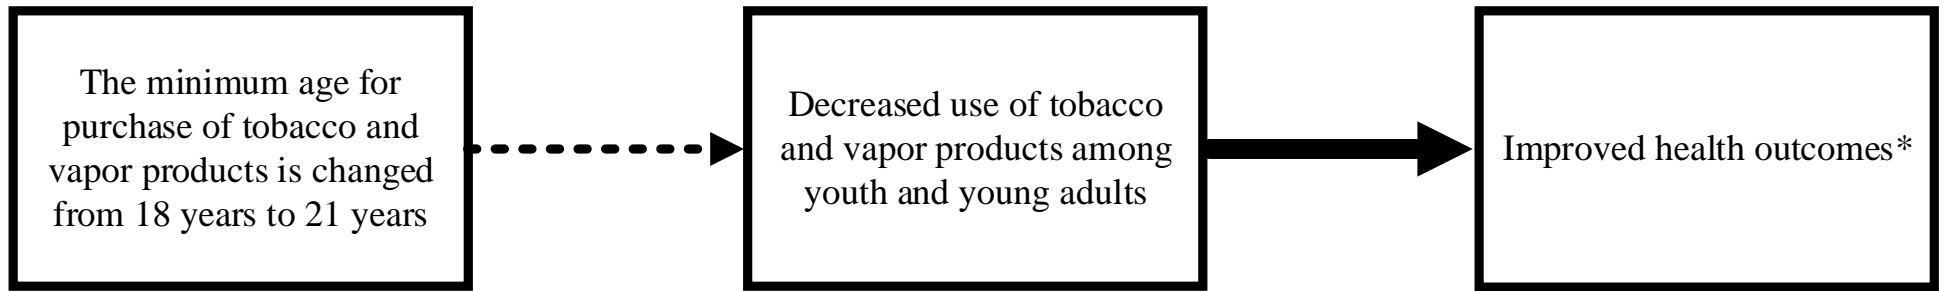 The minimum age for
purchase of tobacco and
vapor products is changed
from 18 years to 21 years
Decreased use of tobacco
and vapor products among
youth and young adults
Improved health outcomes*